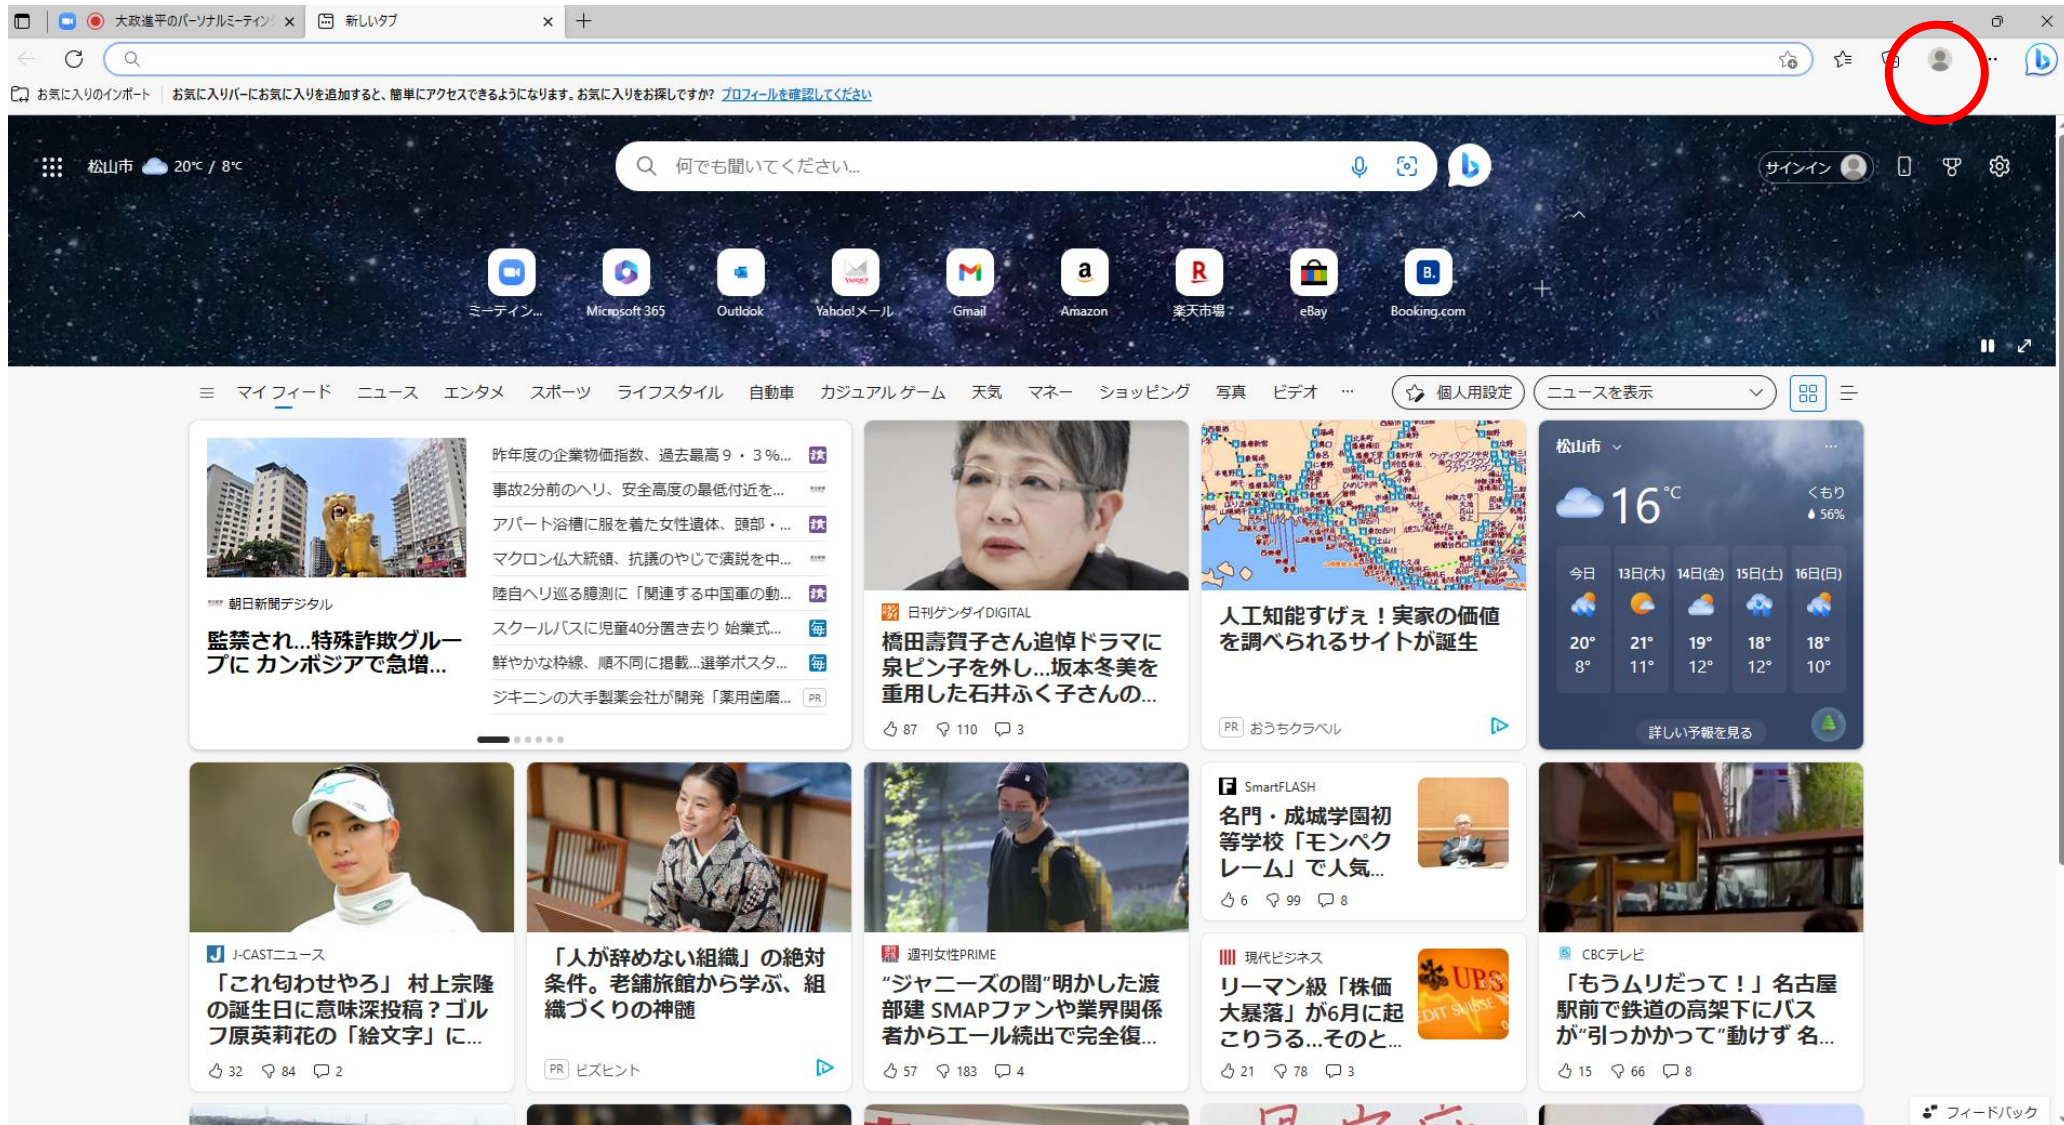 大政進平のパーソナルミーティン
新しいタブ
お気に入りのインポート
お気に入りバーにお気に入りを追加すると、簡単にアクセスできるようになります。お気に入りをお探しですか? プロフィールを確認してください
松山市 20℃ / 8℃
何でも聞いてください...
サインイン
ミーティン...
Microsoft 365
Outlook
Yahoo!メール
Gmail
Amazon
楽天市場
eBay
Booking.com
マイ フィード ニュース エンタメ スポーツ ライフスタイル 自動車 カジュアル ゲーム 天気 マネー ショッピング 写真 ビデオ ...
個人用設定
ニュースを表示
朝日新聞デジタル
監禁され...特殊詐欺グルー
プに カンボジアで急増...
昨年度の企業物価指数、過去最高９・３%...
事故2分前のヘリ、安全高度の最低付近を...
アパート浴槽に服を着た女性遺体、頭部・...
マクロン仏大統領、抗議のやじで演説を中...
陸自ヘリ巡る臆測に「関連する中国軍の動...
スクールバスに児童40分置き去り 始業式...
鮮やかな枠線、順不同に掲載...選挙ポスタ...
ジキニンの大手製薬会社が開発「薬用歯磨... PR
日刊ゲンダイDIGITAL
橋田壽賀子さん追悼ドラマに
泉ピン子を外し...坂本冬美を
重用した石井ふく子さんの...
87 110 3
人工知能すげぇ！実家の価値
を調べられるサイトが誕生
PR おうちクラベル
松山市
16°C
くもり
56%
今日 13日(木) 14日(金) 15日(土) 16日(日)
20° 21° 19° 18° 18°
8° 11° 12° 12° 10°
詳しい予報を見る
J-CASTニュース
「これ匂わせやろ」 村上宗隆
の誕生日に意味深投稿？ゴル
フ原英莉花の「絵文字」に...
32 84 2
「人が辞めない組織」の絶対
条件。老舗旅館から学ぶ、組
織づくりの神髄
PR ビズヒント
週刊女性PRIME
“ジャニーズの闇”明かした渡
部建 SMAPファンや業界関係
者からエール続出で完全復...
57 183 4
SmartFLASH
名門・成城学園初
等学校「モンペク
レーム」で人気...
6 99 8
現代ビジネス
リーマン級「株価
大暴落」が6月に起
こりうる...そのと...
21 78 3
UBS
CBCテレビ
「もうムリだって！」名古屋
駅前で鉄道の高架下にバス
が“引っかかって”動けず 名...
15 66 8
フィードバック